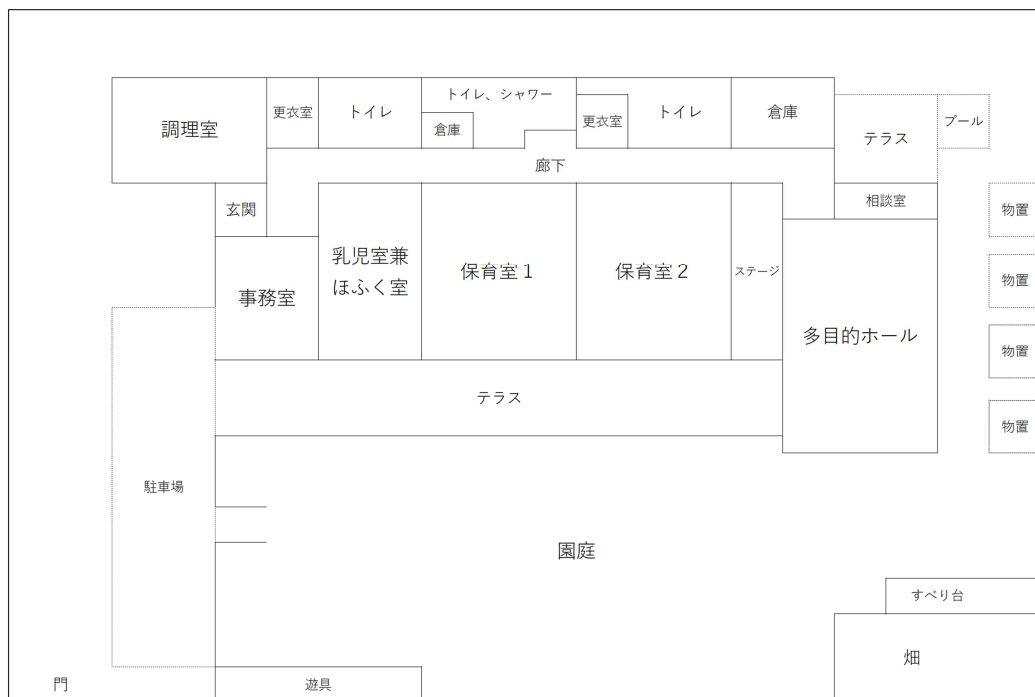 トイレ、シャワー
更衣室
トイレ
倉庫
更衣室
トイレ
倉庫
調理室
プール
テラス
廊下
玄関
相談室
物置
乳児室兼
ほふく室
保育室１
保育室２
ステージ
物置
事務室
多目的ホール
物置
テラス
物置
駐車場
園庭
すべり台
畑
門
遊具